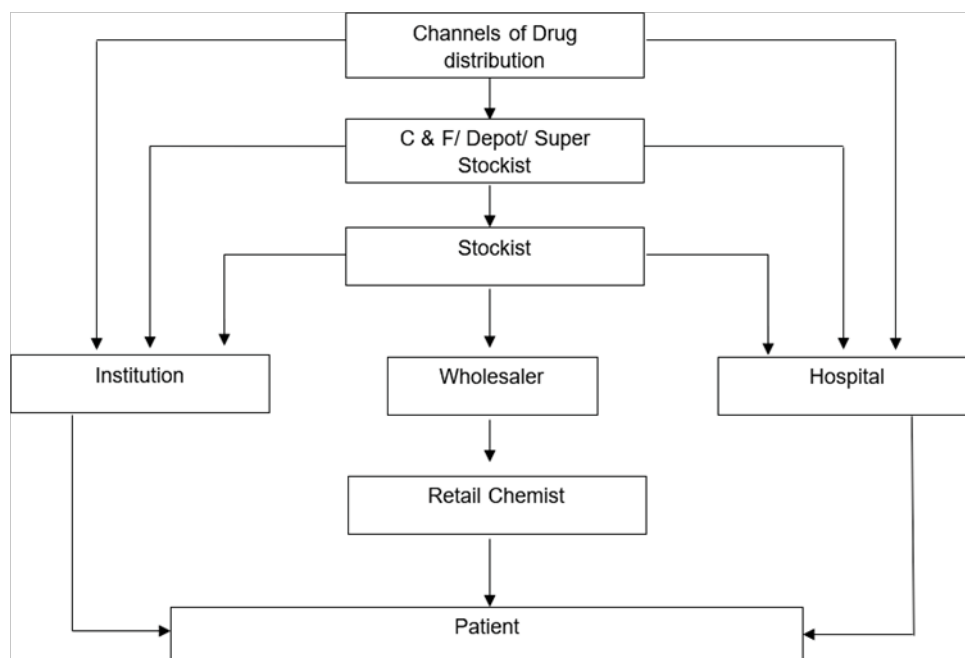 Channels of Drug
distribution
C & F/ Depot/ Super
Stockist
Stockist
Institution
Wholesaler
Hospital
Retail Chemist
Patient